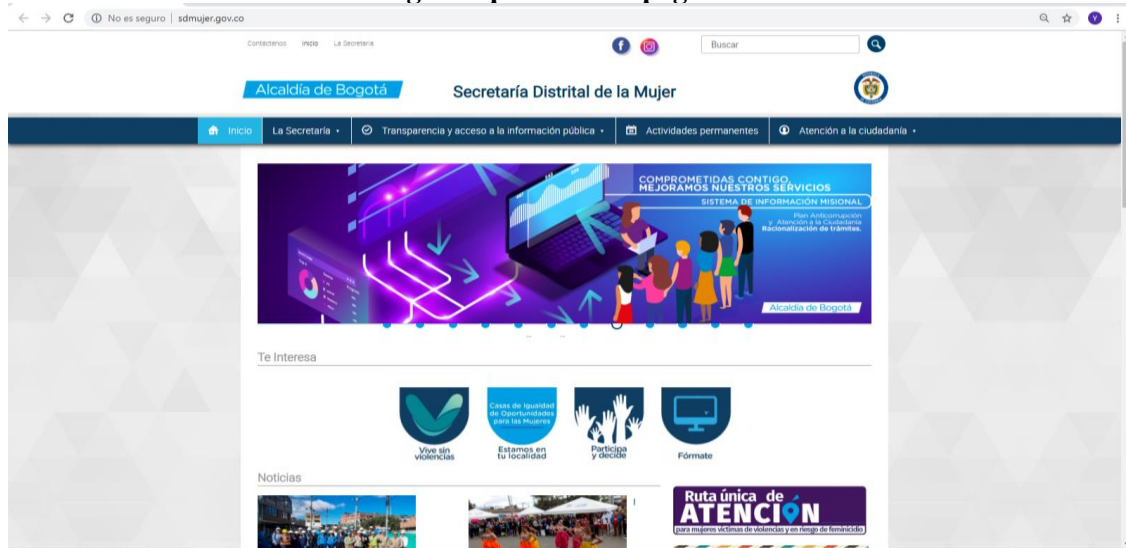 No es seguro | sdmujer.gov.co
Contáctenos Inicio La Secretaría
Buscar
Alcaldía de Bogotá
Secretaría Distrital de la Mujer
Inicio
La Secretaría
Transparencia y acceso a la información pública
Actividades permanentes
Atención a la ciudadanía
COMPROMETIDAS CONTIGO,
MEJORAMOS NUESTROS SERVICIOS
SISTEMA DE INFORMACIÓN MISIONAL
Plan Anticorrupción
y Atención a la Ciudadanía
Racionalización de trámites.
Alcaldía de Bogotá
Te Interesa
Vive sin
violencias
Casas de Igualdad
de Oportunidades
para las Mujeres
Estamos en
tu localidad
Participa
y decide
Fórmate
Noticias
Ruta única de
ATENCIÓN
para mujeres víctimas de violencias y en riesgo de feminicidio